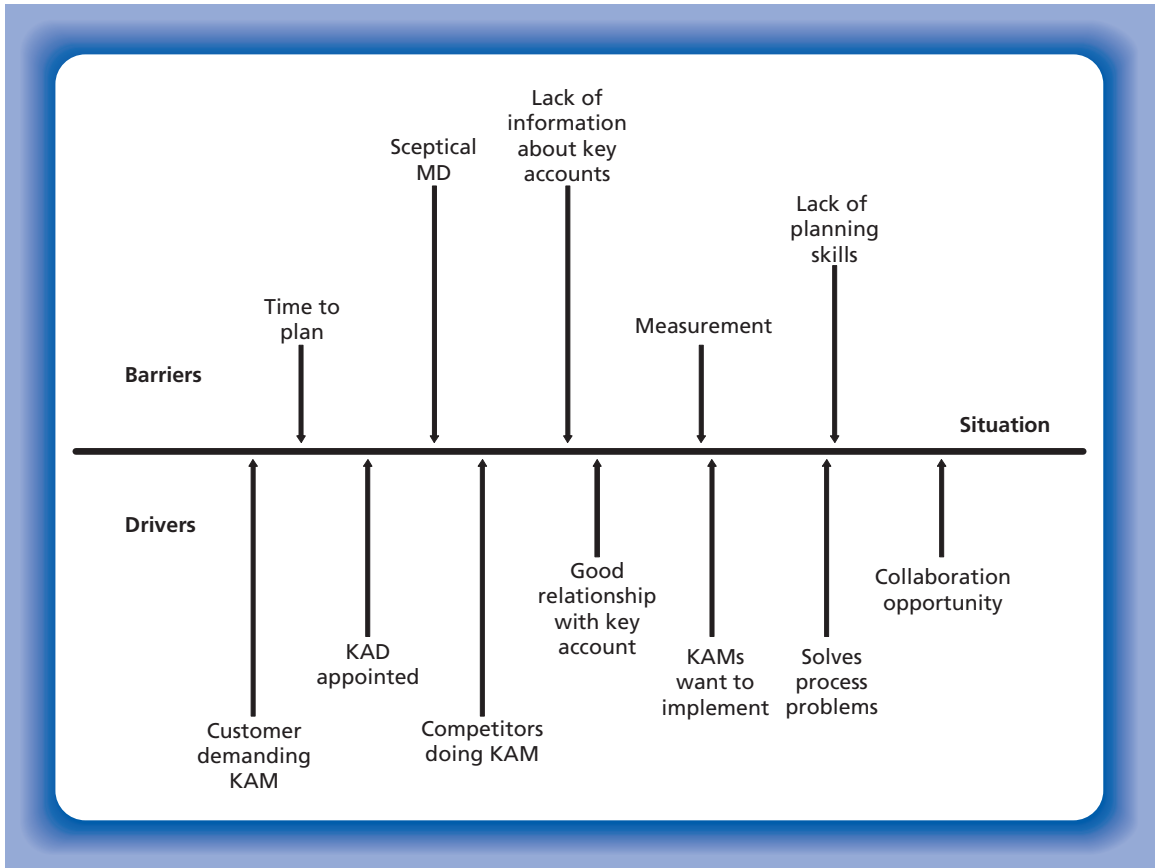 Lack of
information
about key
accounts
Sceptical
MD
Lack of
planning
skills
Time to
plan
Measurement
Barriers
Situation
Drivers
Good
relationship
with key
account
Collaboration
opportunity
KAD
appointed
KAMs
want to
implement
Solves
process
problems
Customer
demanding
KAM
Competitors
doing KAM